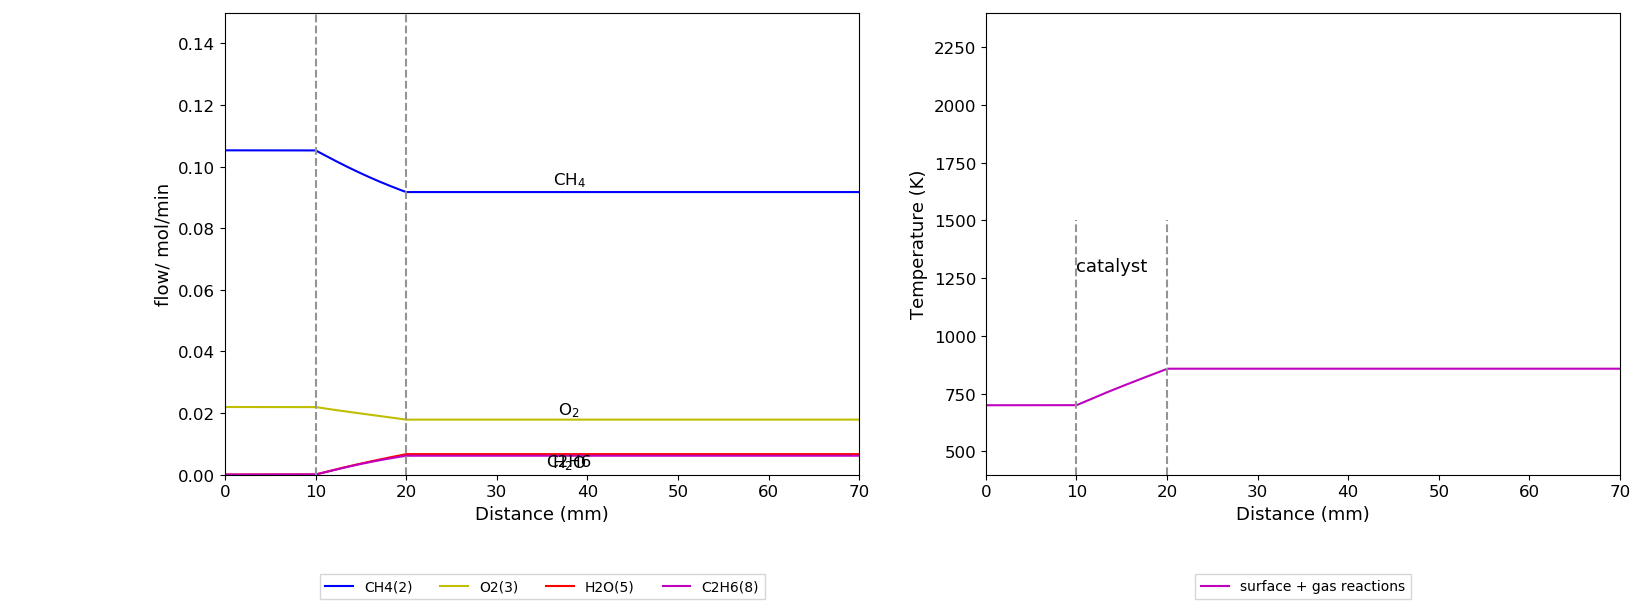 0.14
0.12
0.10
0.08
0.06
0.04
0.02
0.00
flow/ mol/min
CH₄
O₂
C2H6
H₂O
0 10 20 30 40 50 60 70
Distance (mm)
CH4(2) O2(3) H2O(5) C2H6(8)
2250
2000
1750
1500
1250
1000
750
500
Temperature (K)
catalyst
0 10 20 30 40 50 60 70
Distance (mm)
surface + gas reactions